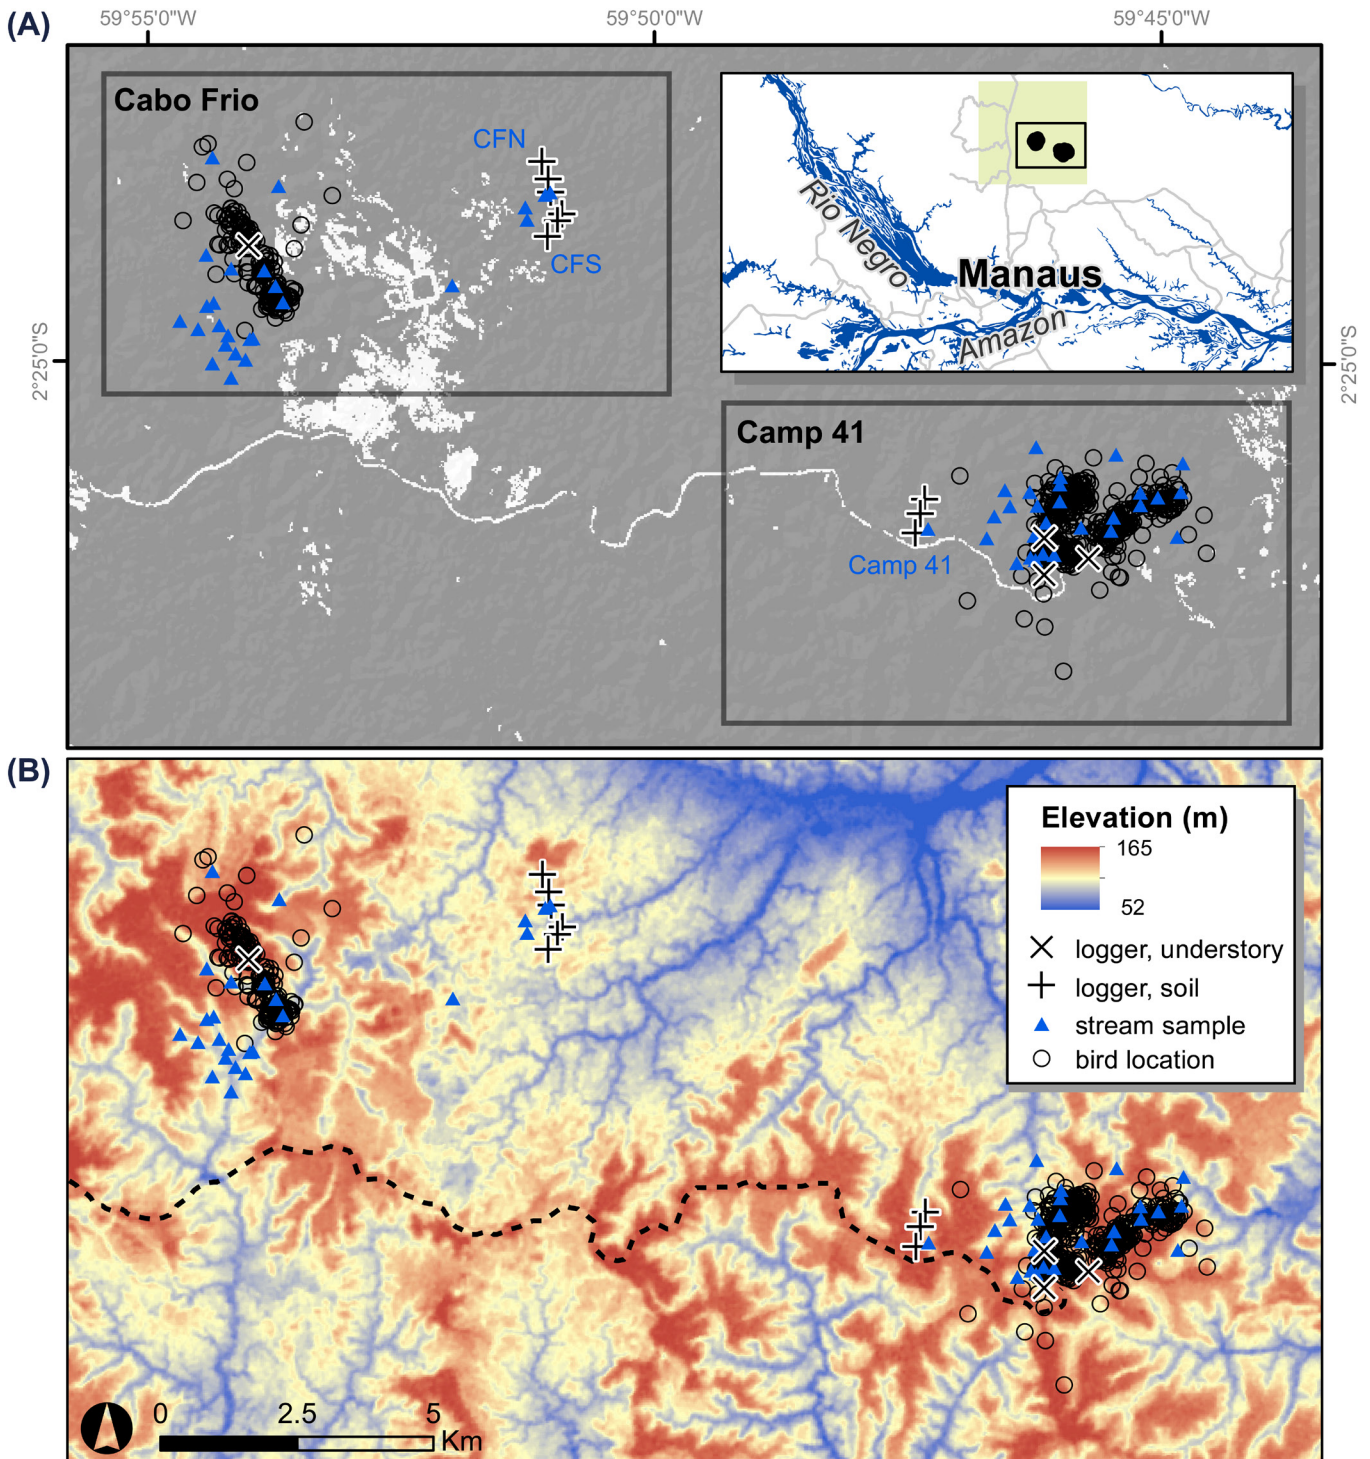 (A)
59°55'0"W
59°50'0"W
59°45'0"W
Cabo Frio
CFN
CFS
2°25'0"S
2°25'0"S
Rio Negro
Manaus
Amazon
Camp 41
Camp 41
(B)
Elevation (m)
165
52
logger, understory
logger, soil
stream sample
bird location
0 2.5 5
Km